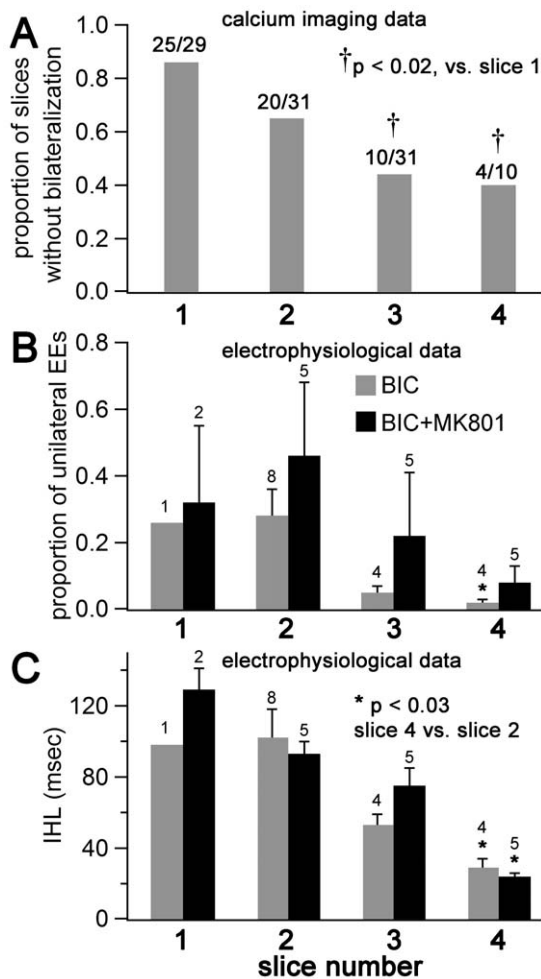 A
calcium imaging data
proportion of slices
without bilateralization
1.0
0.8
0.6
0.4
0.2
0.0
25/29
20/31
†
10/31
†
4/10
†p < 0.02, vs. slice 1
1 2 3 4
B
electrophysiological data
proportion of unilateral EEs
0.8
0.6
0.4
0.2
0.0
BIC
BIC+MK801
1 2
8 5
4 5
4 5
*
1 2 3 4
C
electrophysiological data
IHL (msec)
120
80
40
0
* p < 0.03
slice 4 vs. slice 2
1 2
8 5
4 5
4 5
* *
1 2 3 4
slice number